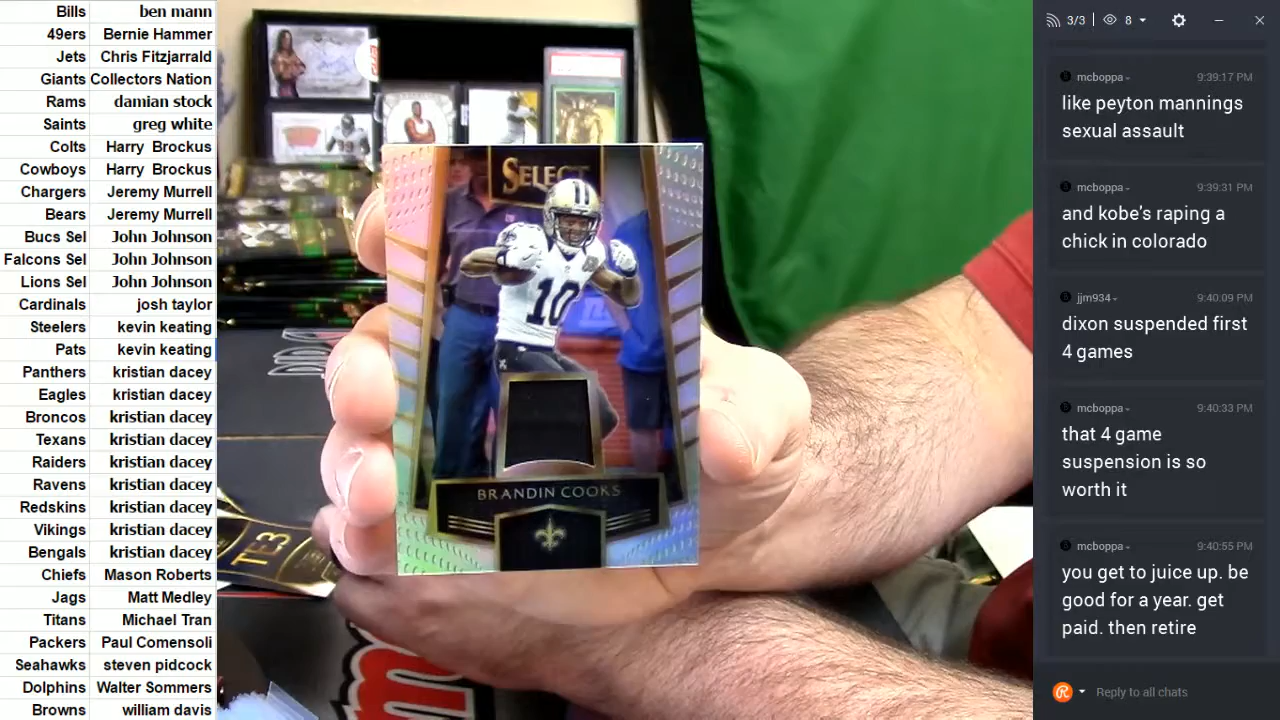 Bills ben mann
49ers Bernie Hammer
Jets Chris Fitzjarrald
Giants Collectors Nation
Rams damian stock
Saints greg white
Colts Harry Brockus
Cowboys Harry Brockus
Chargers Jeremy Murrell
Bears Jeremy Murrell
Bucs Sel John Johnson
Falcons Sel John Johnson
Lions Sel John Johnson
Cardinals josh taylor
Steelers kevin keating
Pats kevin keating
Panthers kristian dacey
Eagles kristian dacey
Broncos kristian dacey
Texans kristian dacey
Raiders kristian dacey
Ravens kristian dacey
Redskins kristian dacey
Vikings kristian dacey
Bengals kristian dacey
Chiefs Mason Roberts
Jags Matt Medley
Titans Michael Tran
Packers Paul Comensoli
Seahawks steven pidcock
Dolphins Walter Sommers
Browns william davis
SELECT
10
BRANDIN COOKS
TE3
3/3 8
mcboppa 9:39:17 PM
like peyton mannings
sexual assault
mcboppa 9:39:31 PM
and kobe's raping a
chick in colorado
jjm934 9:40:09 PM
dixon suspended first
4 games
mcboppa 9:40:33 PM
that 4 game
suspension is so
worth it
mcboppa 9:40:55 PM
you get to juice up. be
good for a year. get
paid. then retire
Reply to all chats